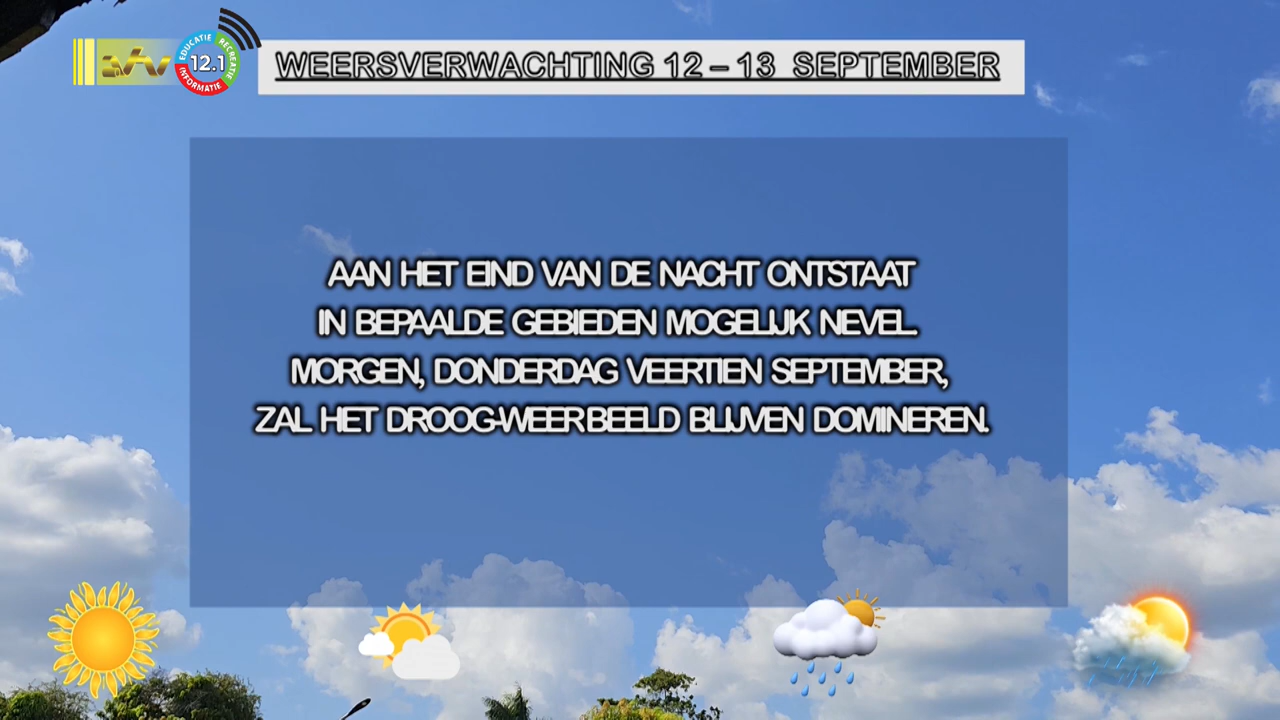 EDUCATIE
RECREATIE
12.1
INFORMATIE
WEERSVERWACHTING 12 – 13 SEPTEMBER
AAN HET EIND VAN DE NACHT ONTSTAAT
IN BEPAALDE GEBIEDEN MOGELIJK NEVEL.
MORGEN, DONDERDAG VEERTIEN SEPTEMBER,
ZAL HET DROOG-WEERBEELD BLIJVEN DOMINEREN.